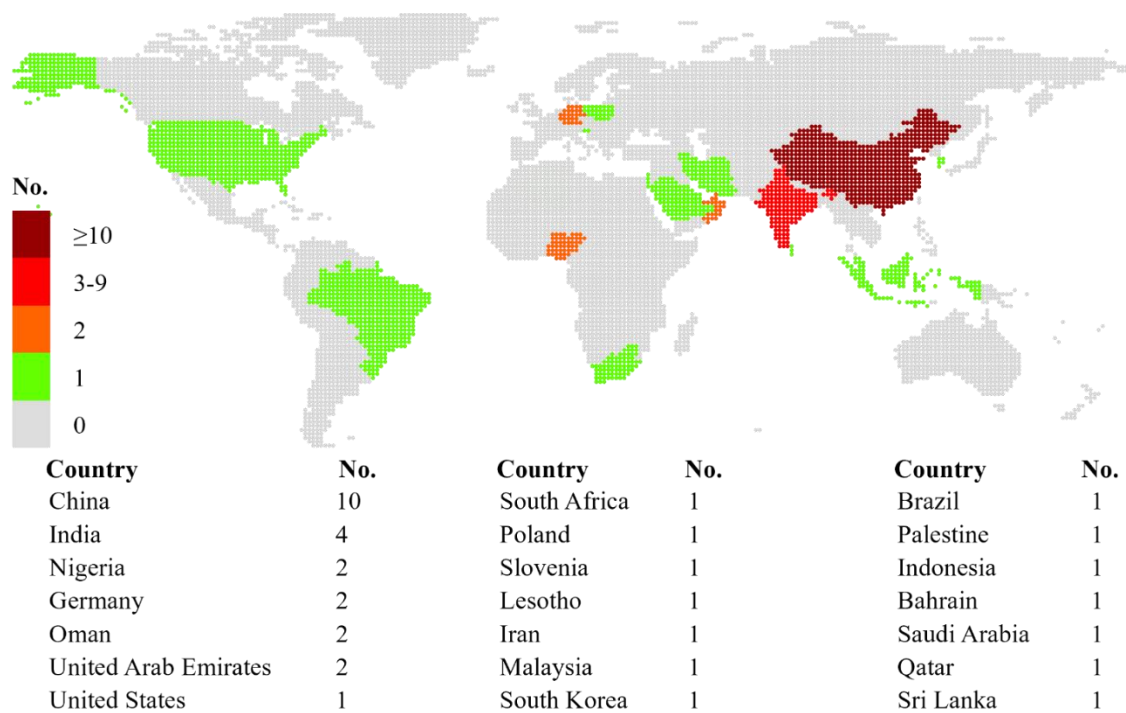 No.
≥10
3-9
2
1
0
Country No. Country No. Country No.
China 10 South Africa 1 Brazil 1
India 4 Poland 1 Palestine 1
Nigeria 2 Slovenia 1 Indonesia 1
Germany 2 Lesotho 1 Bahrain 1
Oman 2 Iran 1 Saudi Arabia 1
United Arab Emirates 2 Malaysia 1 Qatar 1
United States 1 South Korea 1 Sri Lanka 1